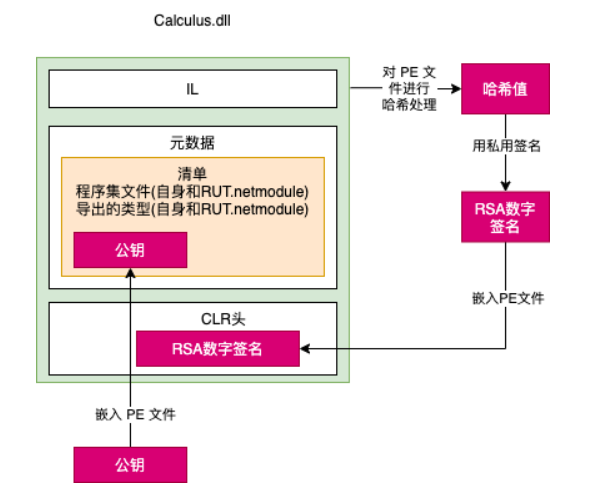 Calculus.dll
IL
对 PE 文
件进行
哈希处理
哈希值
元数据
用私用签名
清单
程序集文件(自身和RUT.netmodule)
导出的类型(自身和RUT.netmodule)
RSA数字
签名
公钥
嵌入PE文件
CLR头
RSA数字签名
嵌入 PE 文件
公钥